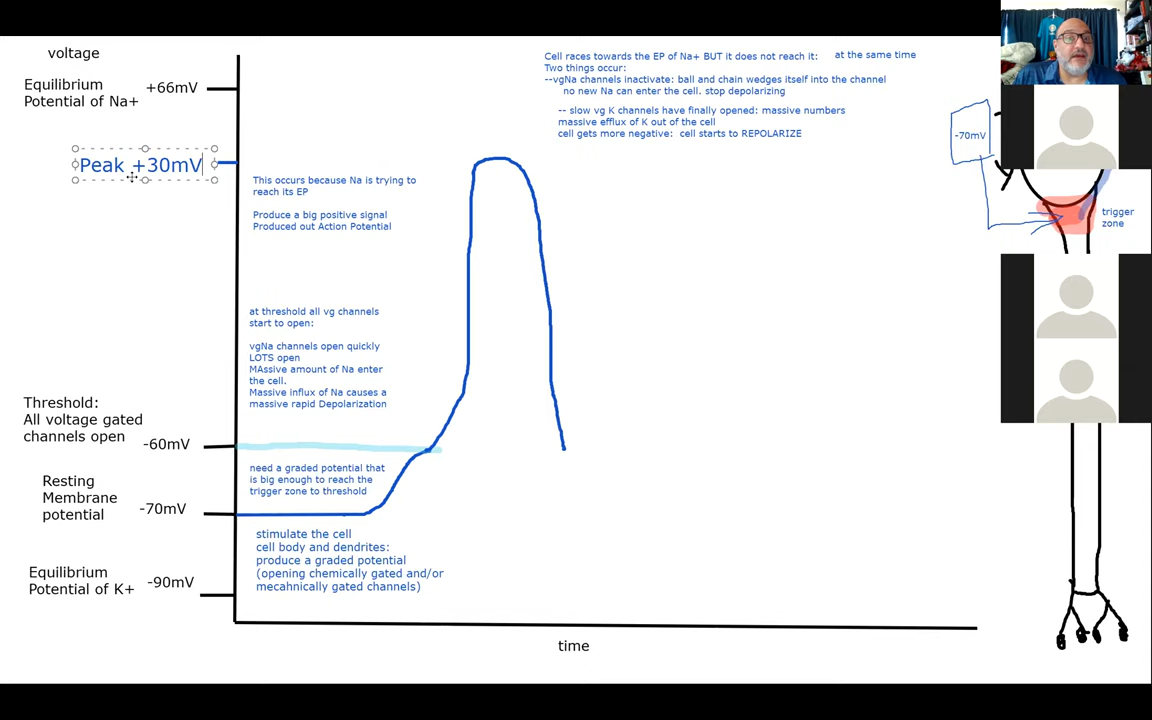 voltage
Equilibrium
Potential of Na+
+66mV
Peak +30mV
Threshold:
All voltage gated
channels open
-60mV
Resting
Membrane
potential
-70mV
Equilibrium
Potential of K+
-90mV
This occurs because Na is trying to
reach its EP
Produce a big positive signal
Produced out Action Potential
at threshold all vg channels
start to open:
vgNa channels open quickly
LOTS open
MAssive amount of Na enter
the cell.
Massive influx of Na causes a
massive rapid Depolarization
need a graded potential that
is big enough to reach the
trigger zone to threshold
stimulate the cell
cell body and dendrites:
produce a graded potential
(opening chemically gated and/or
mecahnically gated channels)
time
Cell races towards the EP of Na+ BUT it does not reach it: at the same time
Two things occur:
--vgNa channels inactivate: ball and chain wedges itself into the channel
no new Na can enter the cell. stop depolarizing
-- slow vg K channels have finally opened: massive numbers
massive efflux of K out of the cell
cell gets more negative: cell starts to REPOLARIZE
-70mV
trigger
zone